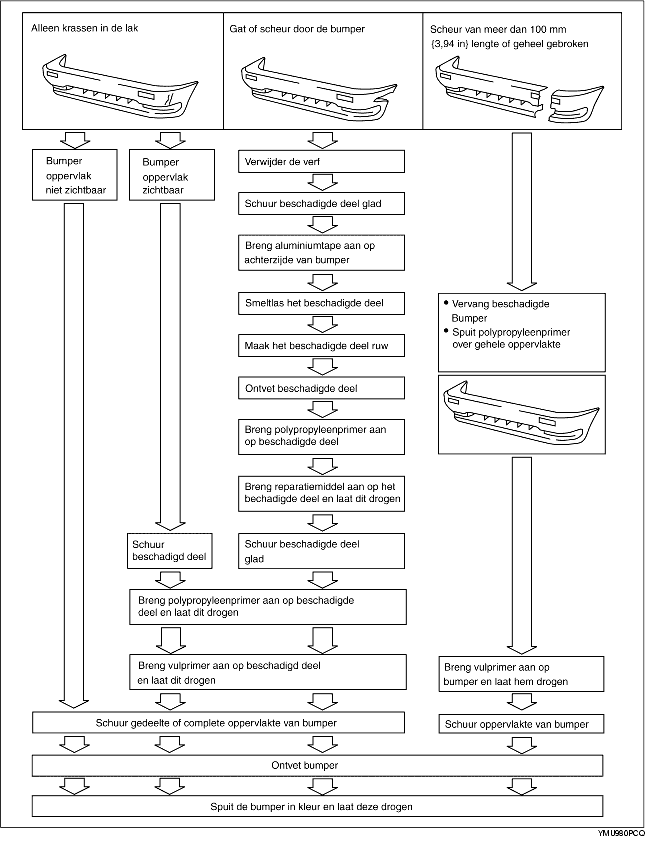 Alleen krassen in de lak
Gat of scheur door de bumper
Scheur van meer dan 100 mm
{3,94 in} lengte of geheel gebroken
Bumper
oppervlak
niet zichtbaar
Bumper
oppervlak
zichtbaar
Verwijder de verf
Schuur beschadigde deel glad
Breng aluminiumtape aan op
achterzijde van bumper
Smeltlas het beschadigde deel
Maak het beschadigde deel ruw
Ontvet beschadigde deel
Breng polypropyleenprimer aan
op beschadigde deel
Breng reparatiemiddel aan op het
bechadigde deel en laat dit drogen
• Vervang beschadigde
Bumper
• Spuit polypropyleenprimer
over gehele oppervlakte
Schuur
beschadigd deel
Schuur beschadigde deel
glad
Breng polypropyleenprimer aan op beschadigde
deel en laat dit drogen
Breng vulprimer aan op beschadigd deel
en laat dit drogen
Breng vulprimer aan op
bumper en laat hem drogen
Schuur gedeelte of complete oppervlakte van bumper
Schuur oppervlakte van bumper
Ontvet bumper
Spuit de bumper in kleur en laat deze drogen
YMU980PCQ